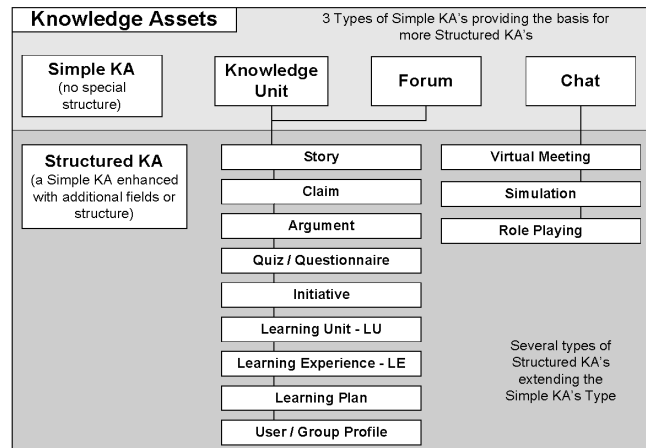 Knowledge Assets
3 Types of Simple KA's providing the basis for
more Structured KA's
Simple KA
(no special
structure)
Knowledge
Unit
Forum
Chat
Structured KA
(a Simple KA enhanced
with additional fields or
structure)
Story
Claim
Argument
Quiz / Questionnaire
Initiative
Learning Unit - LU
Learning Experience - LE
Learning Plan
User / Group Profile
Virtual Meeting
Simulation
Role Playing
Several types of
Structured KA's
extending the
Simple KA's Type